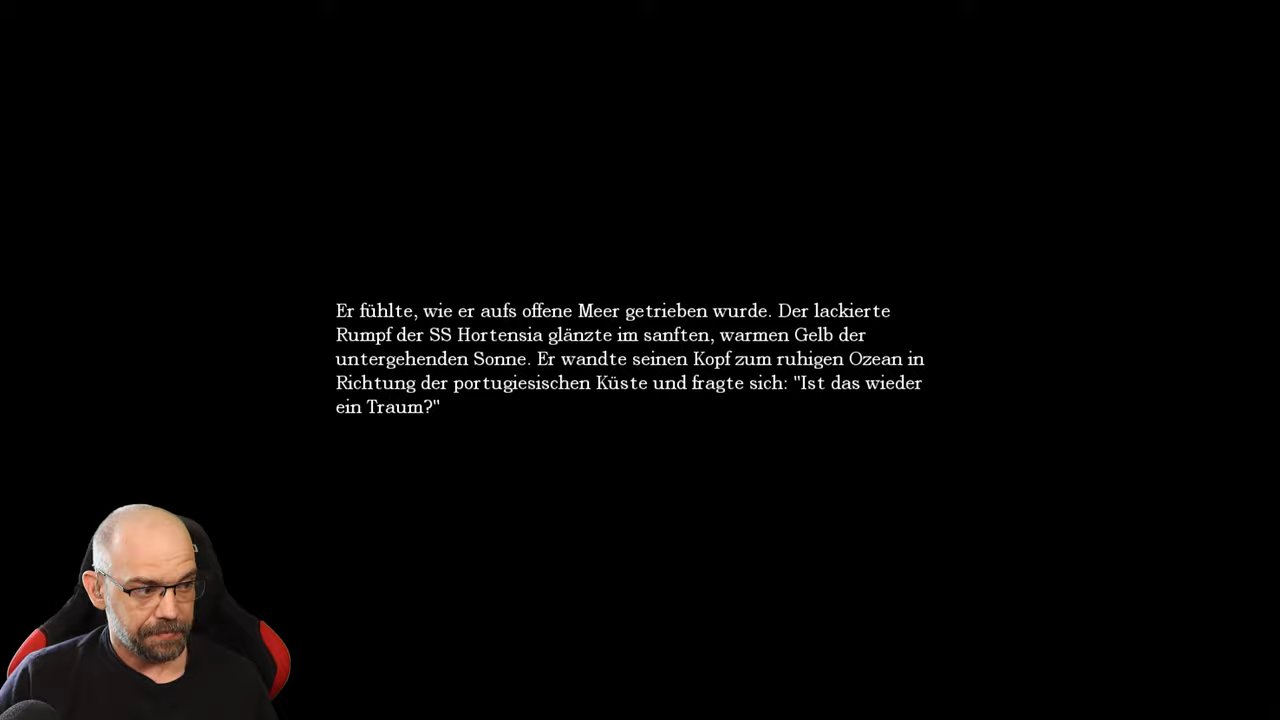 Er fühlte, wie er aufs offene Meer getrieben wurde. Der lackierte
Rumpf der SS Hortensia glänzte im sanften, warmen Gelb der
untergehenden Sonne. Er wandte seinen Kopf zum ruhigen Ozean in
Richtung der portugiesischen Küste und fragte sich: "Ist das wieder
ein Traum?"